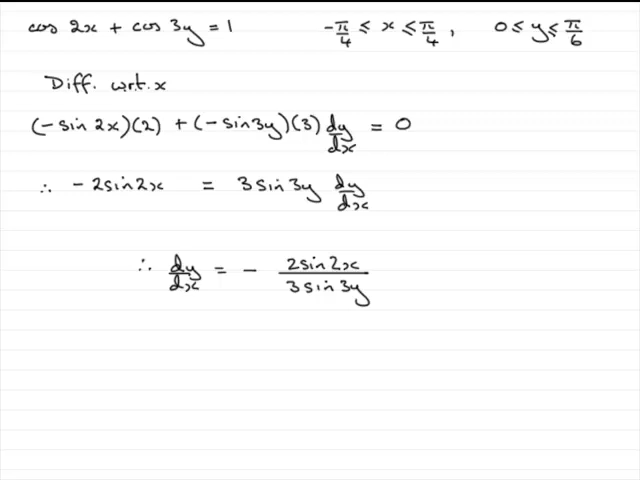 cos 2x + cos 3y = 1   -π/4 ≤ x ≤ π/4 ,   0 ≤ y ≤ π/6
Diff. wrt. x
(-sin 2x)(2) + (-sin 3y)(3) dy/dx = 0
∴ -2sin 2x = 3 sin 3y dy/dx
∴ dy/dx = - 2sin 2x / 3 sin 3y